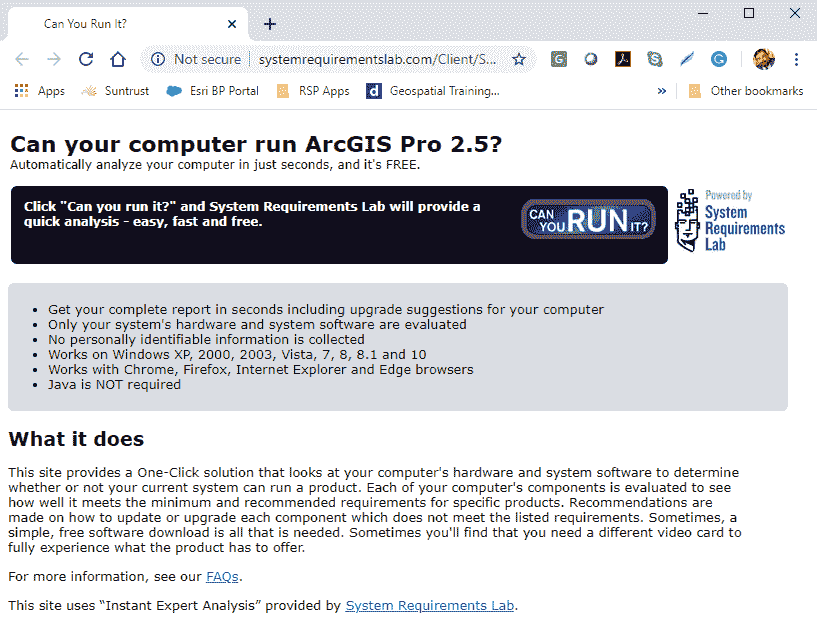 Can You Run It?
Not secure | systemrequirementslab.com/Client/S...
Apps Suntrust Esri BP Portal RSP Apps d Geospatial Training... » Other bookmarks
Can your computer run ArcGIS Pro 2.5?
Automatically analyze your computer in just seconds, and it's FREE.
Click "Can you run it?" and System Requirements Lab will provide a
quick analysis - easy, fast and free.
CAN
YOU RUN IT?
Powered by
System
Requirements
Lab
• Get your complete report in seconds including upgrade suggestions for your computer
• Only your system's hardware and system software are evaluated
• No personally identifiable information is collected
• Works on Windows XP, 2000, 2003, Vista, 7, 8, 8.1 and 10
• Works with Chrome, Firefox, Internet Explorer and Edge browsers
• Java is NOT required
What it does
This site provides a One-Click solution that looks at your computer's hardware and system software to determine
whether or not your current system can run a product. Each of your computer's components is evaluated to see
how well it meets the minimum and recommended requirements for specific products. Recommendations are
made on how to update or upgrade each component which does not meet the listed requirements. Sometimes, a
simple, free software download is all that is needed. Sometimes you'll find that you need a different video card to
fully experience what the product has to offer.
For more information, see our FAQs.
This site uses “Instant Expert Analysis” provided by System Requirements Lab.